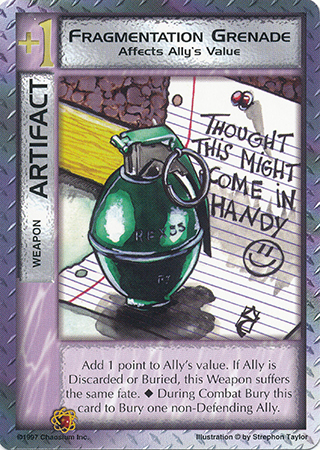 +1
FRAGMENTATION GRENADE
Affects Ally's Value
ARTIFACT
WEAPON
THOUGHT
THIS MIGHT
COME IN
HANDY
Add 1 point to Ally's value. If Ally is
Discarded or Buried, this Weapon suffers
the same fate. ◆ During Combat Bury this
card to Bury one non-Defending Ally.
©1997 Chaosium Inc.
Illustration © by Strephon Taylor